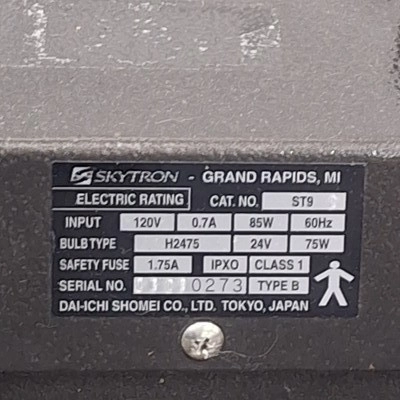 SKYTRON - GRAND RAPIDS, MI
ELECTRIC RATING CAT. NO. ST9
INPUT 120V 0.7A 85W 60Hz
BULB TYPE H2475 24V 75W
SAFETY FUSE 1.75A IPXO CLASS 1
SERIAL NO. 0273 TYPE B
DAI-ICHI SHOMEI CO., LTD. TOKYO, JAPAN